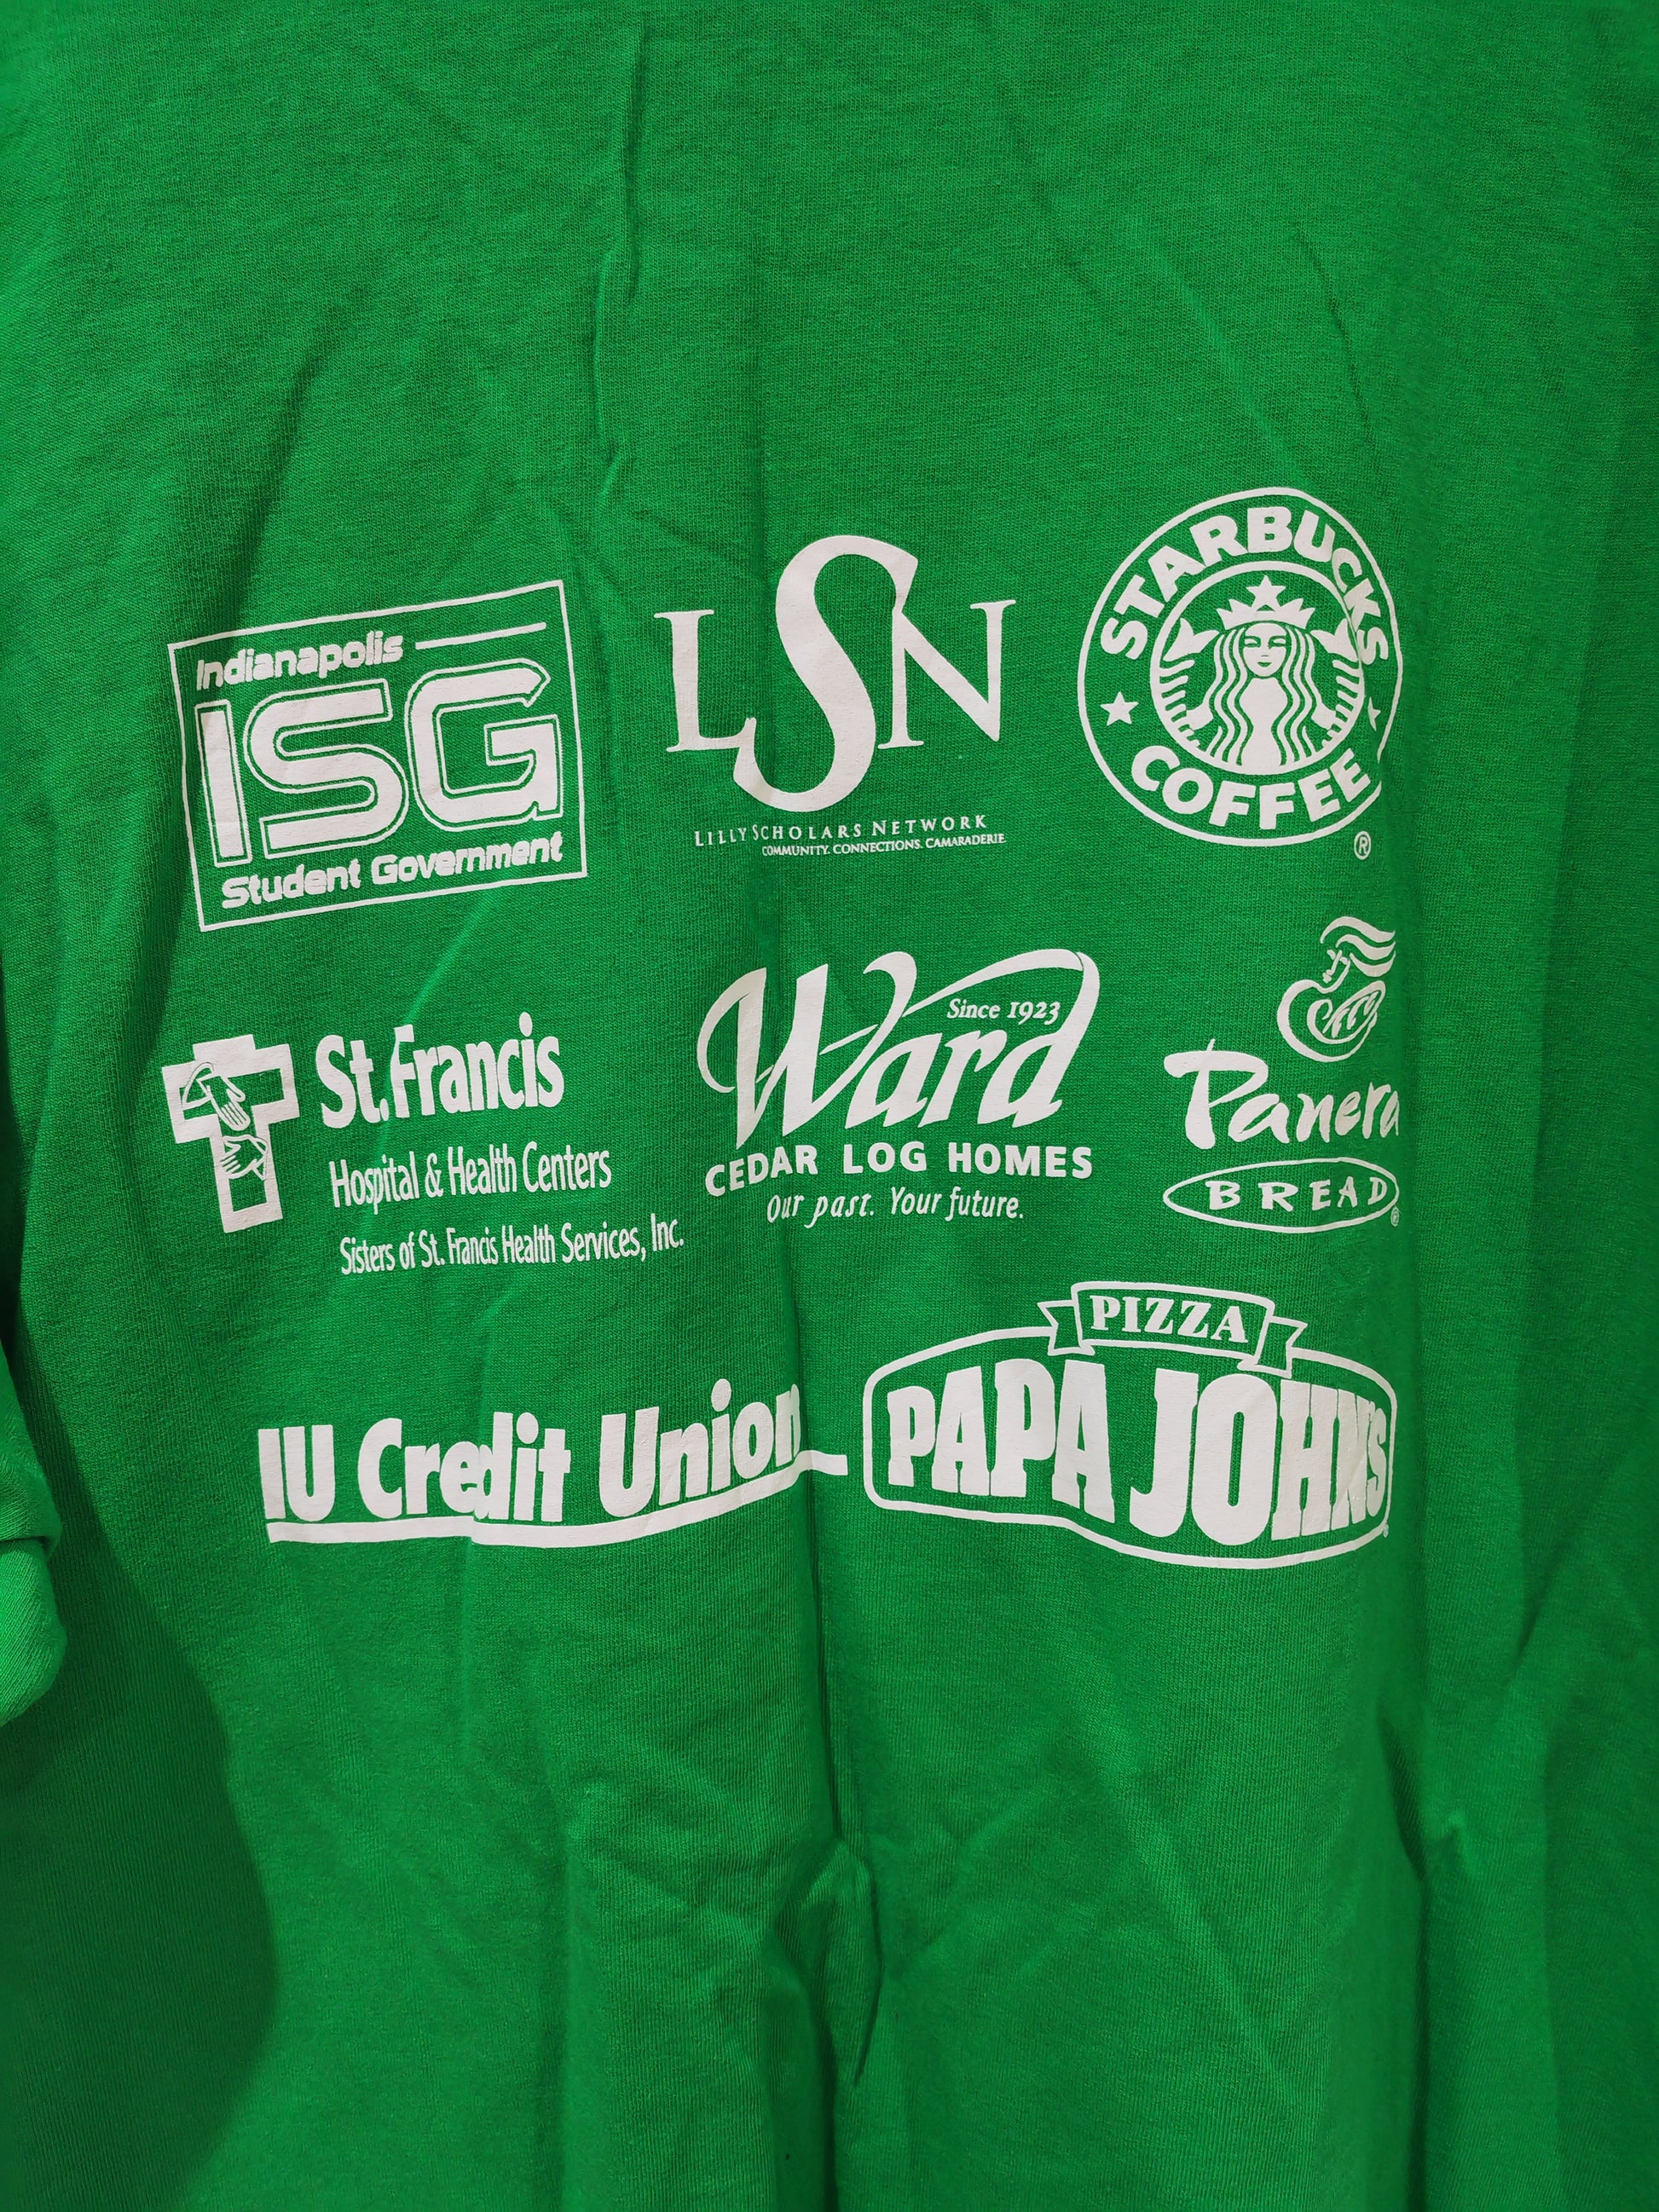 Indianapolis
ISG
Student Government
LSN
LILLY SCHOLARS NETWORK
COMMUNITY. CONNECTIONS. CAMARADERIE.
STARBUCKS
COFFEE
®
St. Francis
Hospital & Health Centers
Sisters of St. Francis Health Services, Inc.
Since 1923
Ward
CEDAR LOG HOMES
Our past. Your future.
Panera
BREAD
®
IU Credit Union
PIZZA
PAPA JOHN'S